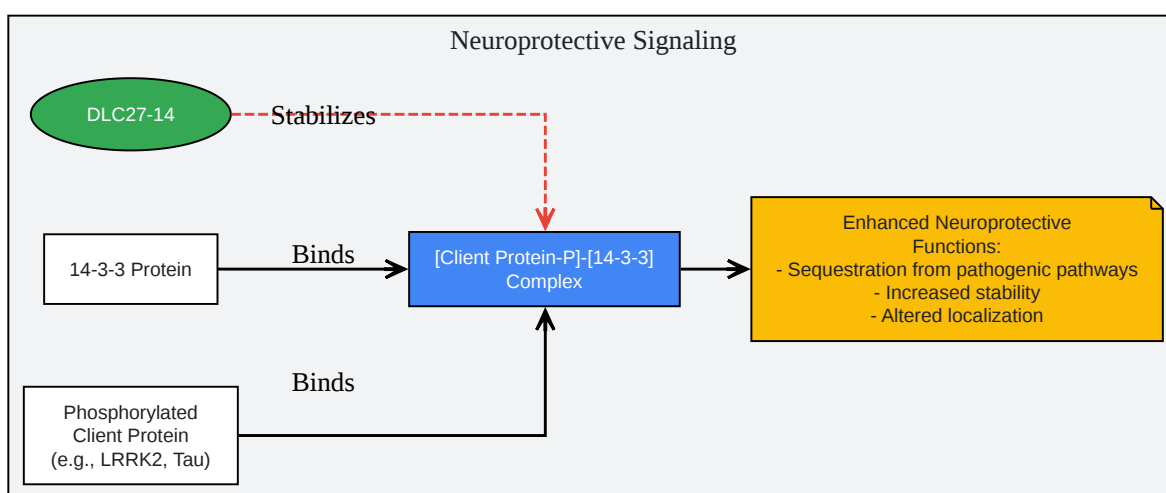 Neuroprotective Signaling
DLC27-14
Stabilizes
14-3-3 Protein
Binds
[Client Protein-P]-[14-3-3]
Complex
Enhanced Neuroprotective
Functions:
- Sequestration from pathogenic pathways
- Increased stability
- Altered localization
Binds
Phosphorylated
Client Protein
(e.g., LRRK2, Tau)